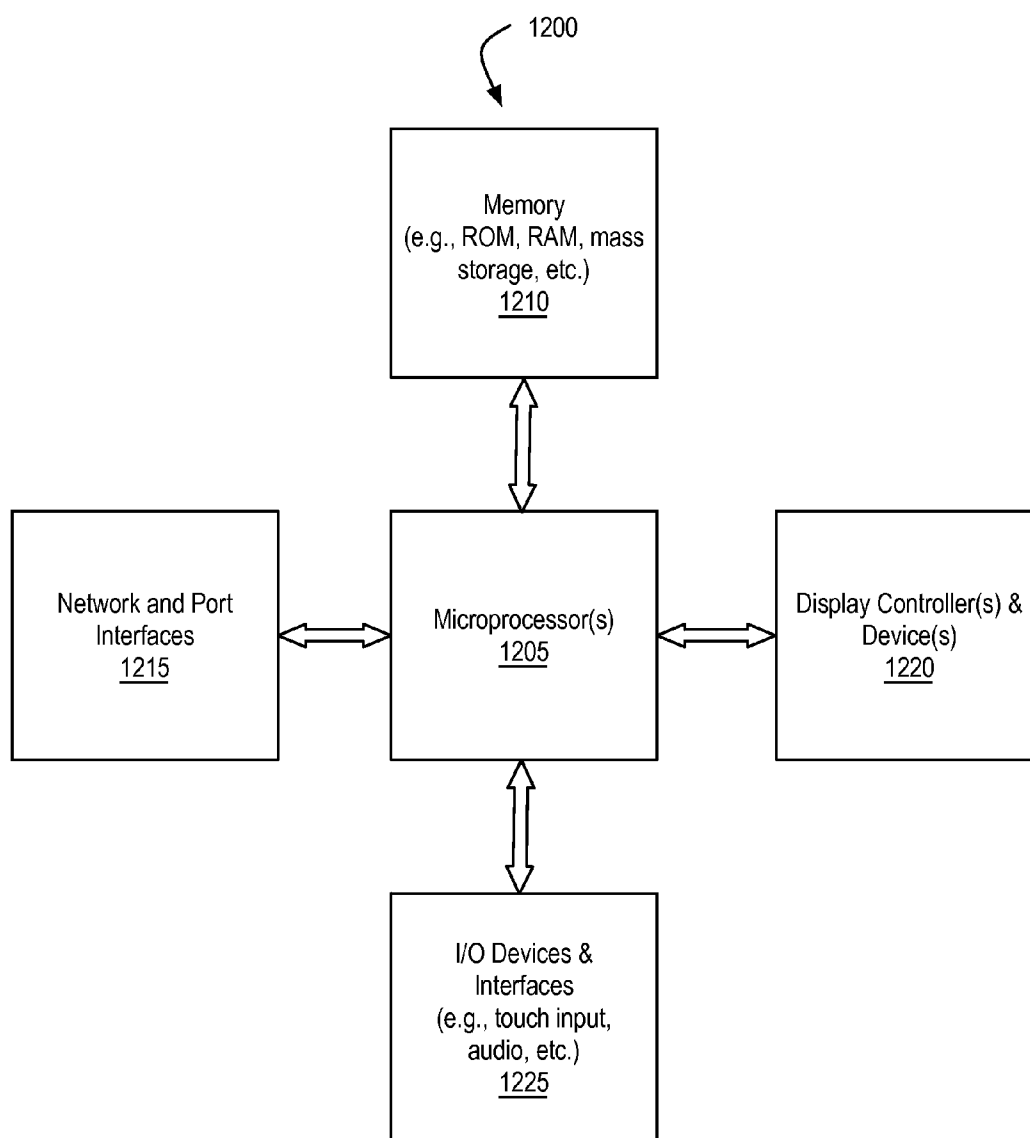 1200
Memory
(e.g., ROM, RAM, mass
storage, etc.)
1210
Network and Port
Interfaces
1215
Microprocessor(s)
1205
Display Controller(s) &
Device(s)
1220
I/O Devices &
Interfaces
(e.g., touch input,
audio, etc.)
1225